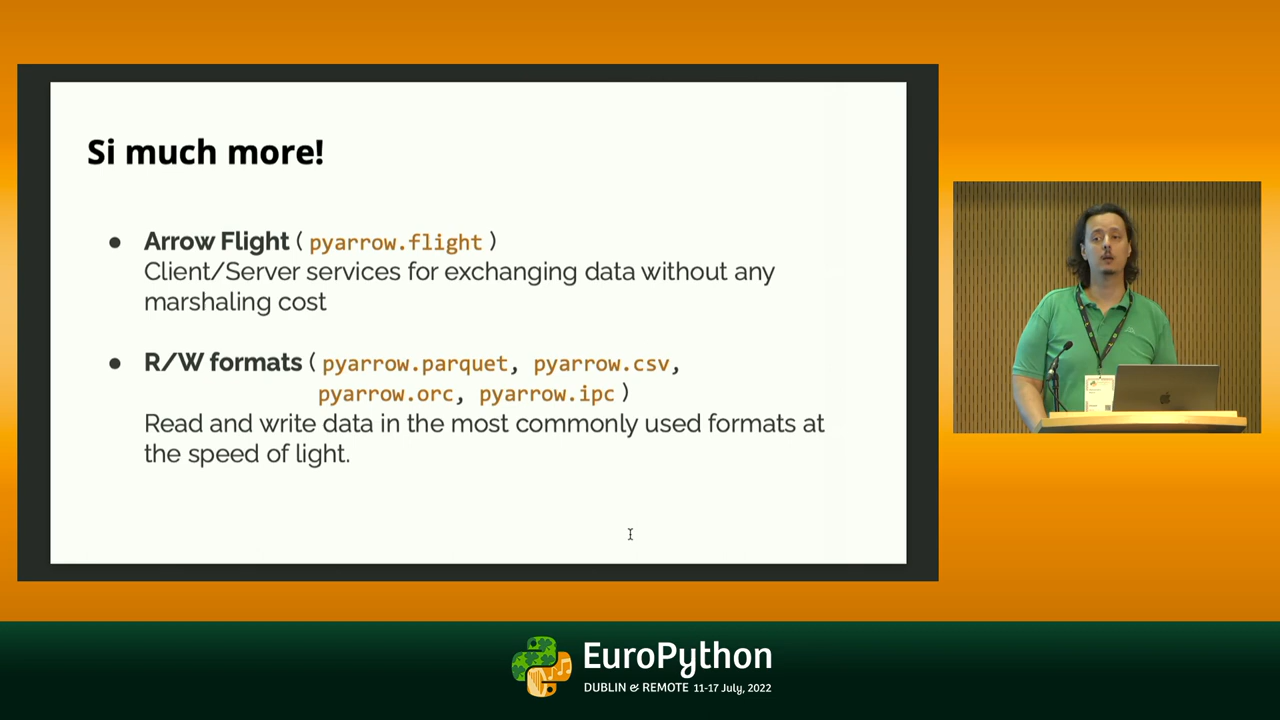 Si much more!
● Arrow Flight ( pyarrow.flight )
Client/Server services for exchanging data without any
marshaling cost
● R/W formats ( pyarrow.parquet, pyarrow.csv,
pyarrow.orc, pyarrow.ipc )
Read and write data in the most commonly used formats at
the speed of light.
EuroPython
DUBLIN & REMOTE 11-17 July, 2022